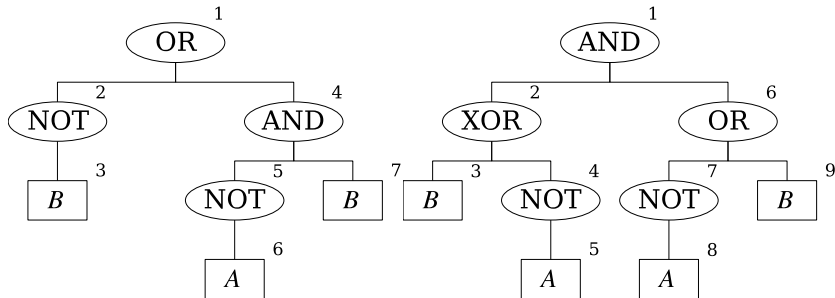 1 1
OR AND
2 4 2 6
NOT AND XOR OR
3 5 7 3 4 7 9
B NOT B B NOT NOT B
6 5 8
A A A